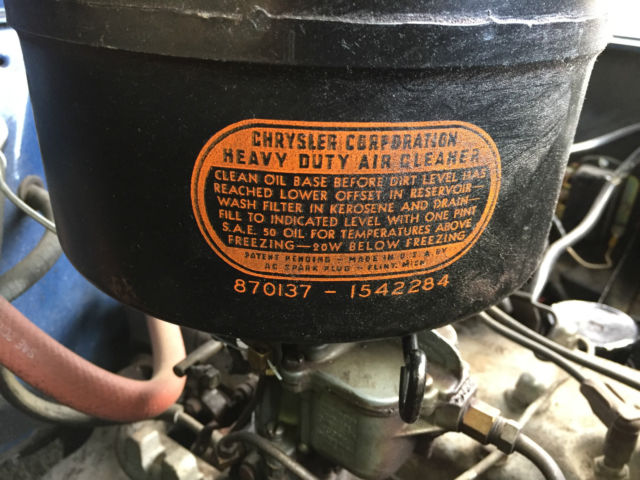 CHRYSLER CORPORATION
HEAVY DUTY AIR CLEANER
CLEAN OIL BASE BEFORE DIRT LEVEL HAS
REACHED LOWER OFFSET IN RESERVOIR—
WASH FILTER IN KEROSENE AND DRAIN—
FILL TO INDICATED LEVEL WITH ONE PINT
S.A.E. 50 OIL FOR TEMPERATURES ABOVE
FREEZING—20W BELOW FREEZING
PATENT PENDING - MADE IN U.S.A. BY
AC SPARK PLUG - FLINT, MICH
870137 - 1542284